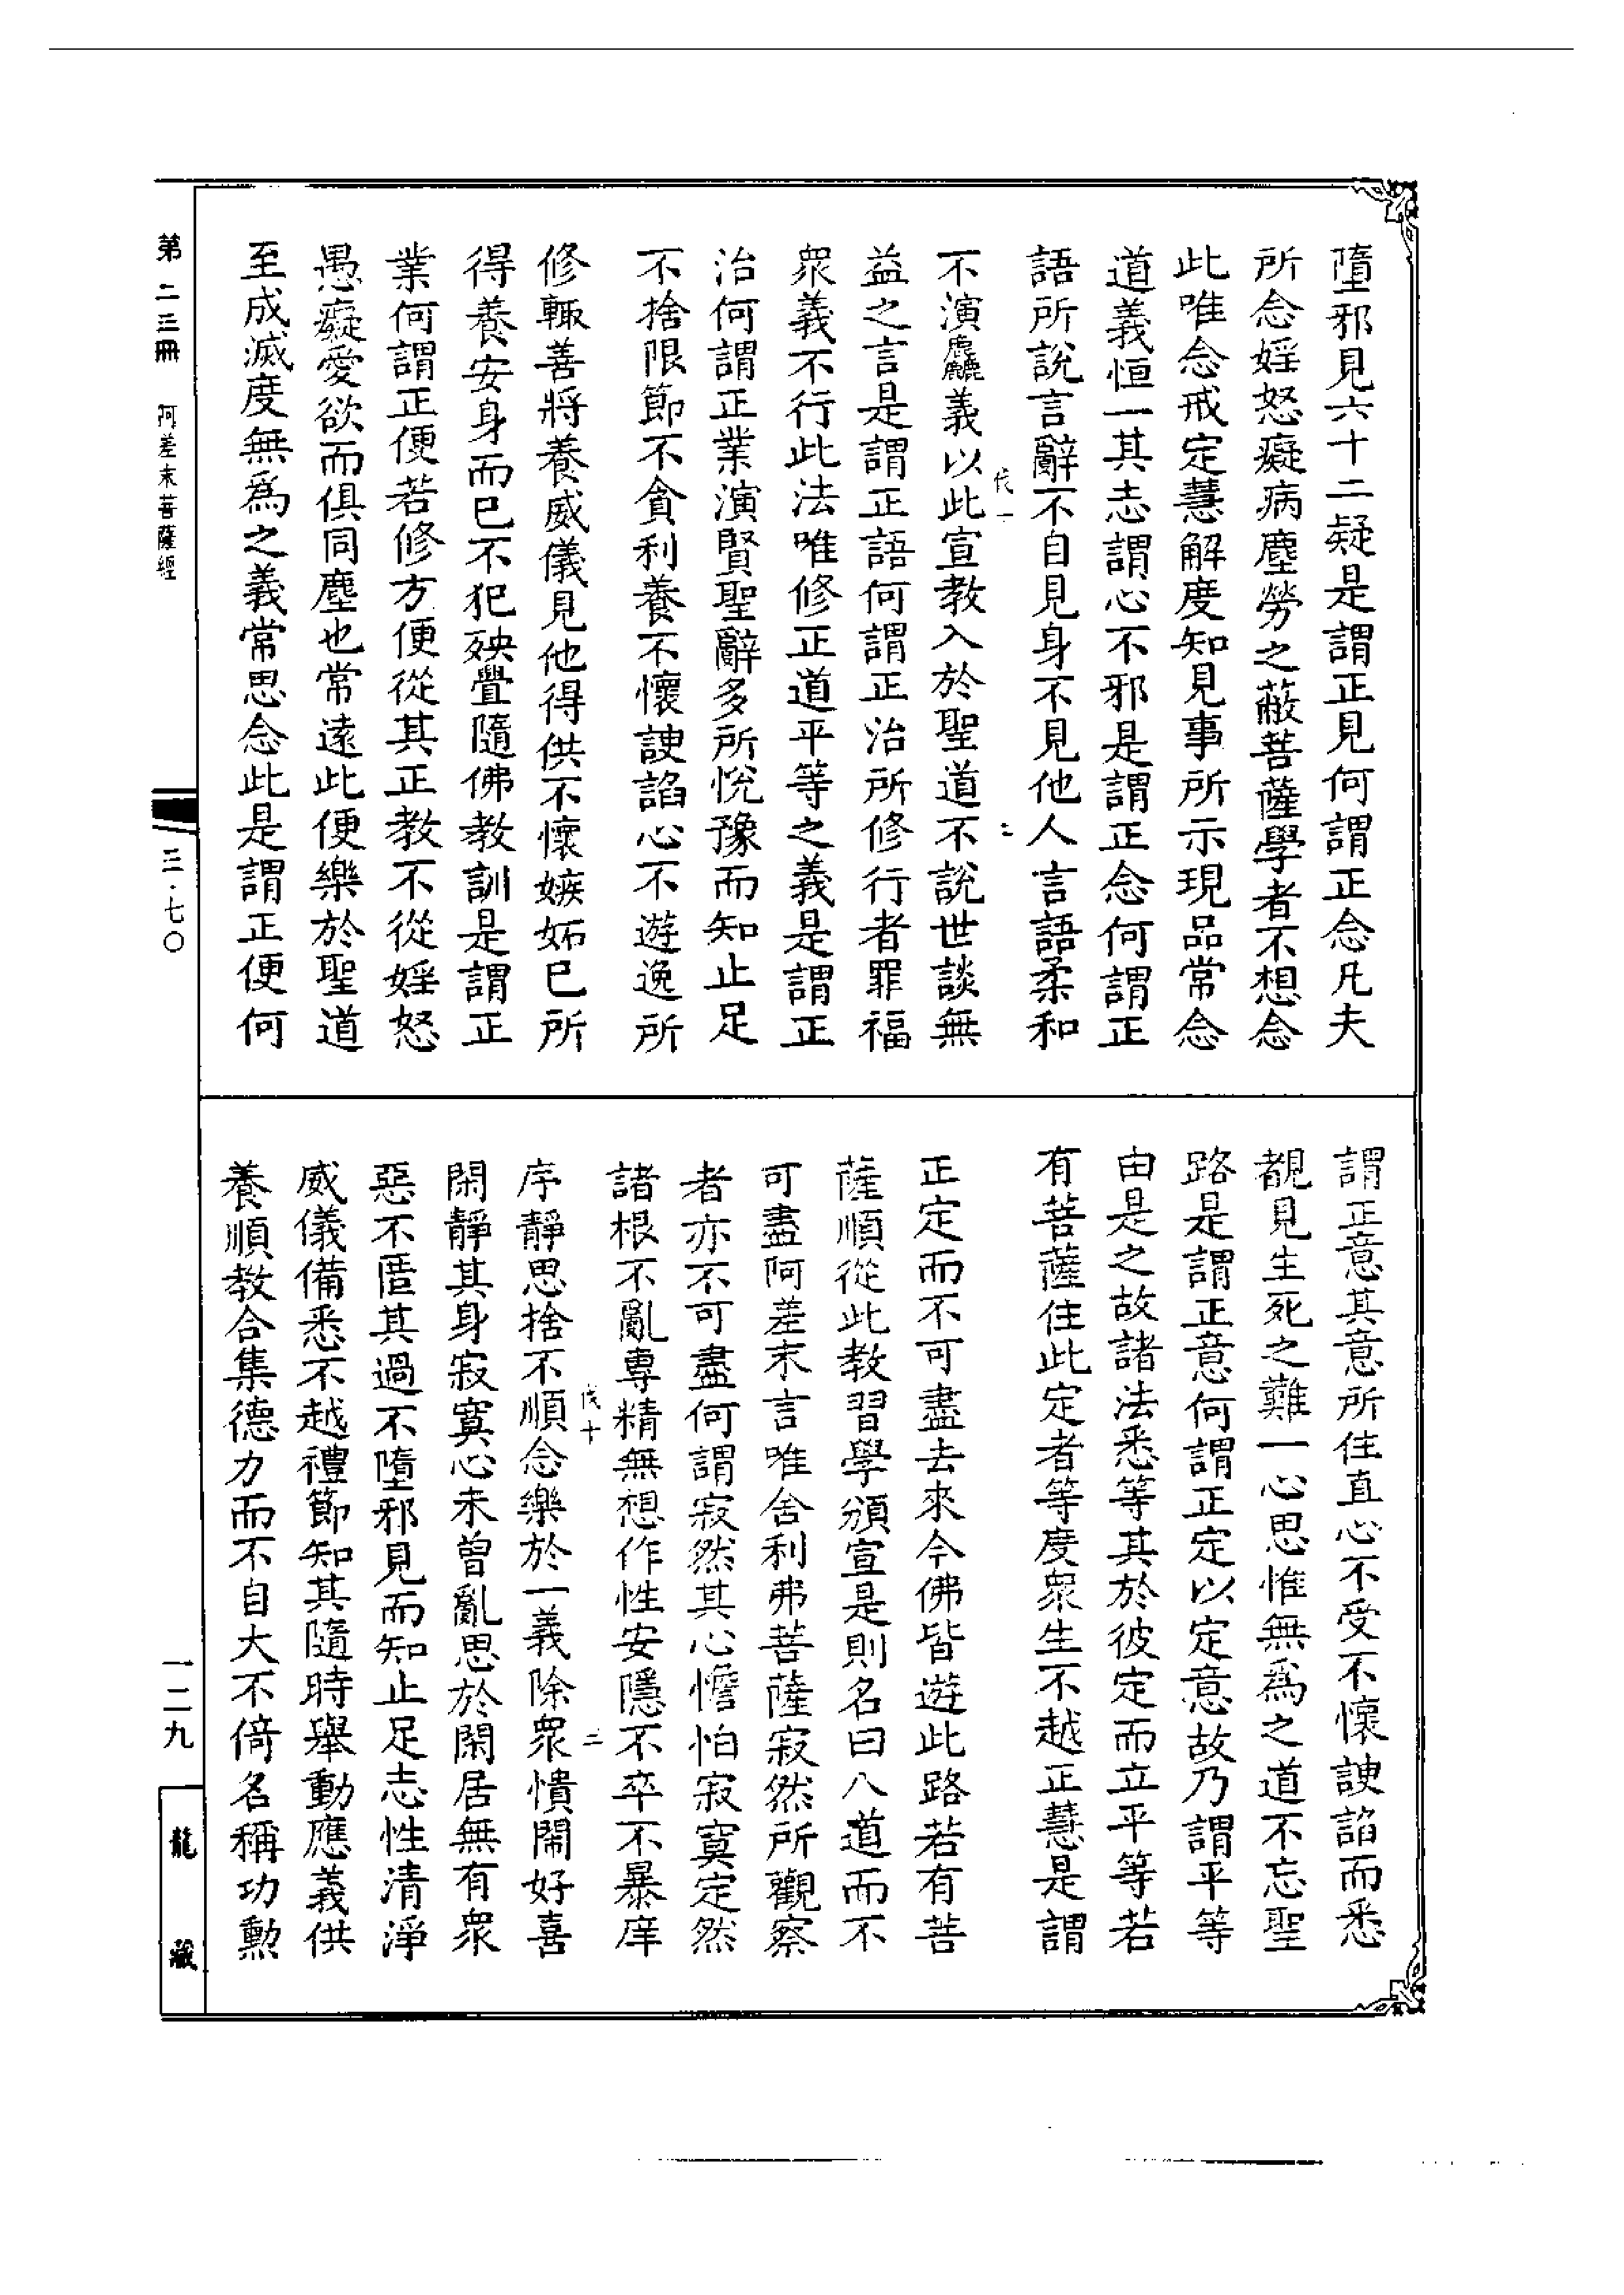 墮邪見六十二疑是謂正見何謂正念凡夫
所念婬怒癡病塵勞之蔽菩薩學者不想念
此唯念戒定慧解度知見事所示現品常念
道義恒一其志謂心不邪是謂正念何謂正
語所說言辭不自見身不見他人言語柔和
不演麤義以此宣教入於聖道不說世談無
益之言是謂正語何謂正治所修行者罪福
眾義不行此法唯修正道平等之義是謂正
治何謂正業演賢聖辭多所悅豫而知止足
不捨限節不貪利養不懷諛諂心不遊逸所
修輒善將養威儀見他得供不懷嫉妬已所
得養安身而已不犯殃舋隨佛教訓是謂正
業何謂正便若修方便從其正教不從婬怒
愚癡愛欲而俱同塵也常遠此便樂於聖道
至成滅度無為之義常思念此是謂正便何
謂正意其意所住直心不受不懷諛諂而悉
覩見生死之難一心思惟無為之道不忘聖
路是謂正意何謂正定以定意故乃謂平等
由是之故諸法悉等其於彼定而立平等若
有菩薩住此定者等度眾生不越正慧是謂
正定而不可盡去來今佛皆遊此路若有菩
薩順從此教習學頒宣是則名曰八道而不
可盡阿差末言唯舍利弗菩薩寂然所觀察
者亦不可盡何謂寂然其心憺怕寂寞定然
諸根不亂專精無想作性安隱不卒不暴庠
序靜思捨不順念樂於一義除眾憒閙好喜
閑靜其身寂寞心未曾亂思於閑居無有眾
惡不匿其過不墮邪見而知止足志性清淨
威儀備悉不越禮節知其隨時舉動應義供
養順教合集德力而不自大不倚名稱功勲
第二三冊
阿差末菩薩經
三·七〇
一二九
龍藏